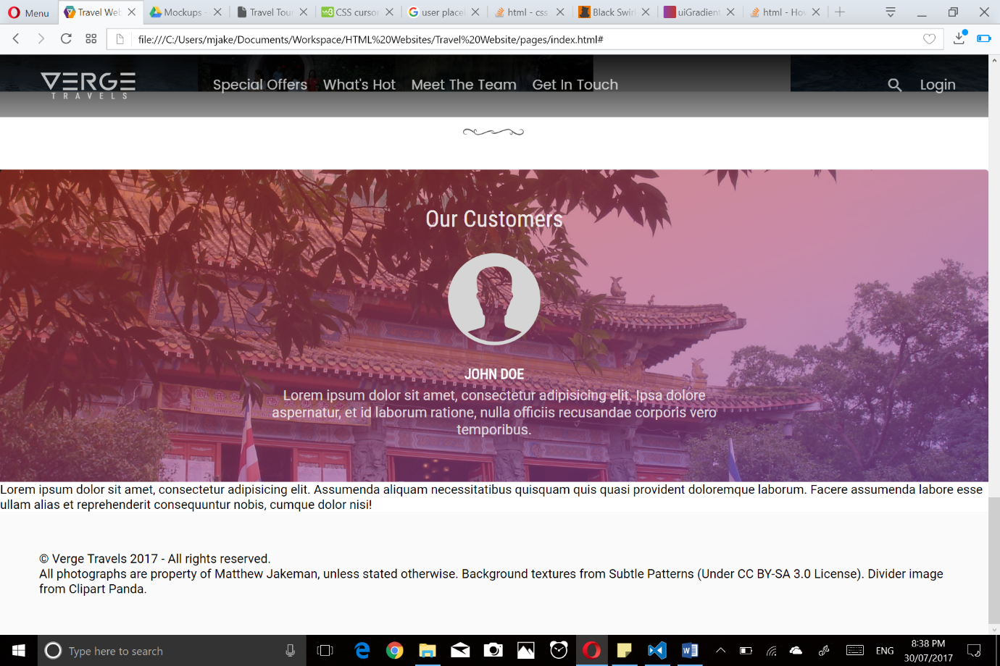 Menu
Travel Web
Mockups -
Travel Tour
CSS cursor
user placel
html - css
Black Swirl
uiGradient
html - How
file:///C:/Users/mjake/Documents/Workspace/HTML%20Websites/Travel%20Website/pages/index.html#
VERGE
TRAVELS
Special Offers What's Hot Meet The Team Get In Touch
Login
Our Customers
JOHN DOE
Lorem ipsum dolor sit amet, consectetur adipisicing elit. Ipsa dolore
aspernatur, et id laborum ratione, nulla officiis recusandae corporis vero
temporibus.
Lorem ipsum dolor sit amet, consectetur adipisicing elit. Assumenda aliquam necessitatibus quisquam quis quasi provident doloremque laborum. Facere assumenda labore esse
ullam alias et reprehenderit consequuntur nobis, cumque dolor nisi!
© Verge Travels 2017 - All rights reserved.
All photographs are property of Matthew Jakeman, unless stated otherwise. Background textures from Subtle Patterns (Under CC BY-SA 3.0 License). Divider image
from Clipart Panda.
Type here to search
ENG
8:38 PM
30/07/2017